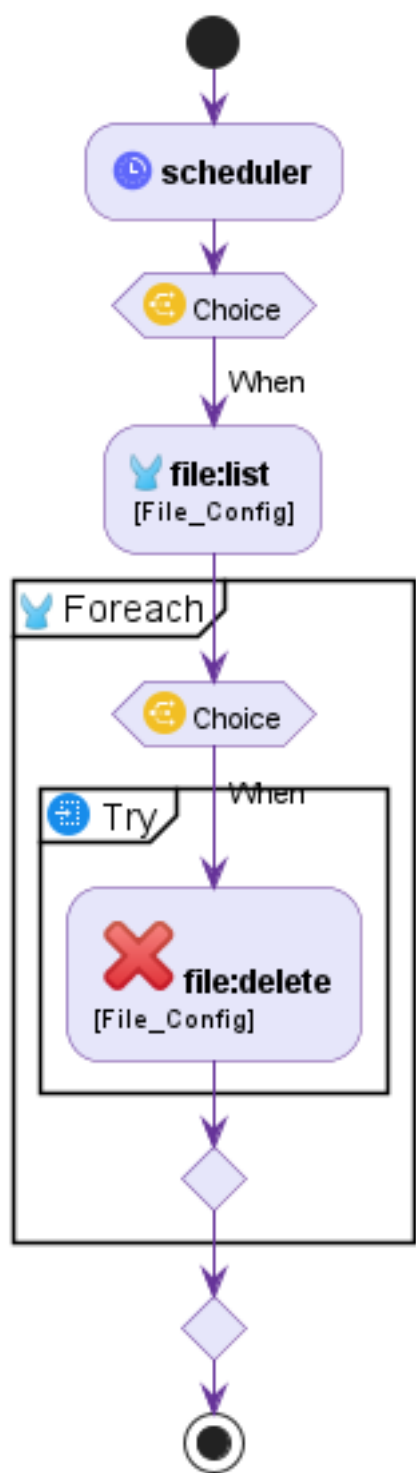 scheduler
Choice
When
file:list
[File_Config]
Foreach
Choice
When
Try
file:delete
[File_Config]